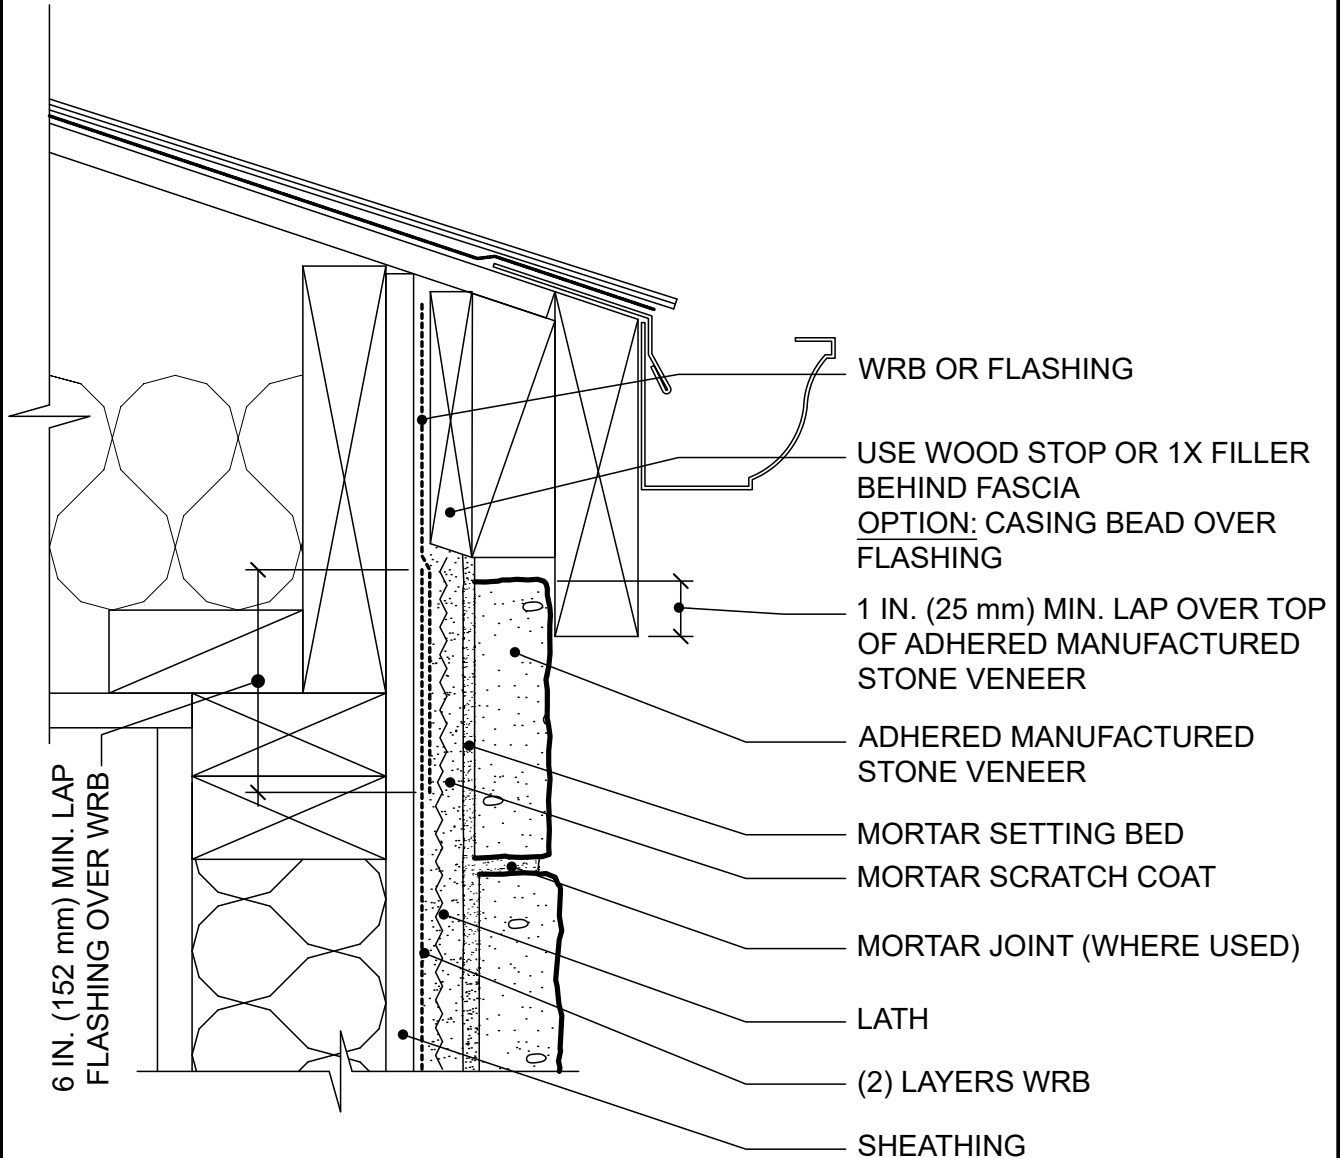 WRB OR FLASHING
USE WOOD STOP OR 1X FILLER
BEHIND FASCIA
OPTION: CASING BEAD OVER
FLASHING
1 IN. (25 mm) MIN. LAP OVER TOP
OF ADHERED MANUFACTURED
STONE VENEER
ADHERED MANUFACTURED
STONE VENEER
MORTAR SETTING BED
MORTAR SCRATCH COAT
MORTAR JOINT (WHERE USED)
LATH
(2) LAYERS WRB
SHEATHING
6 IN. (152 mm) MIN. LAP
FLASHING OVER WRB